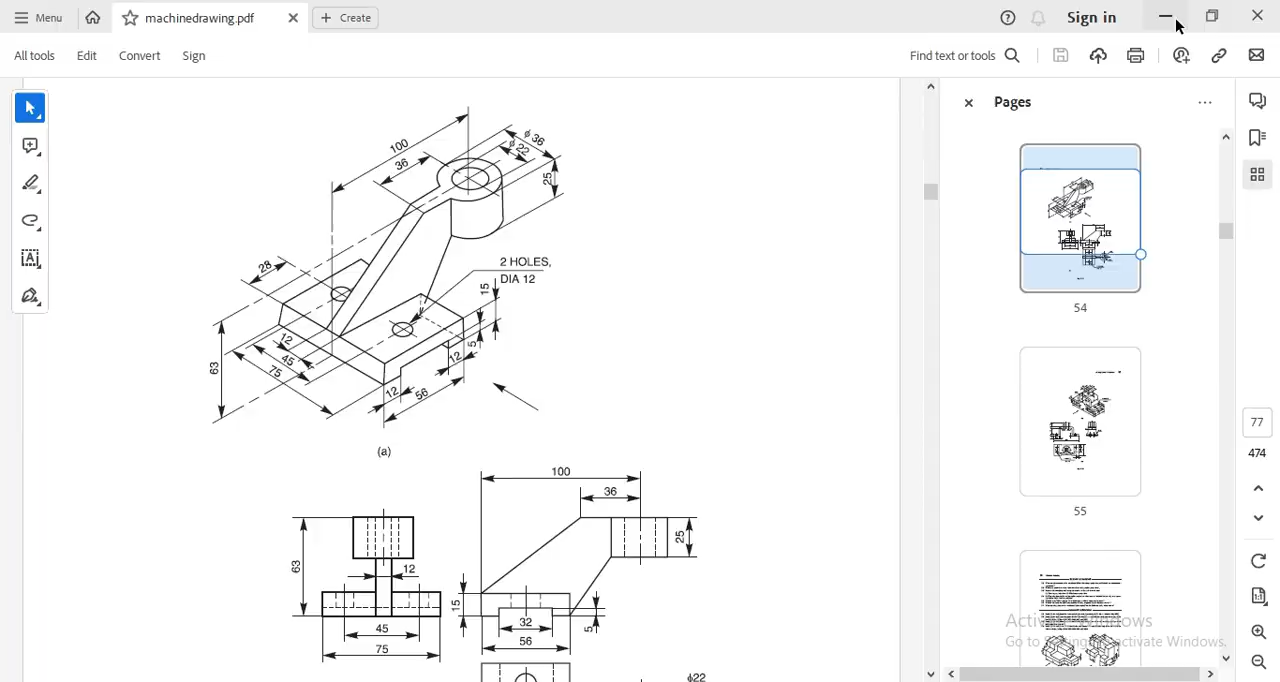 Menu
machinedrawing.pdf
Create
Sign in
All tools
Edit
Convert
Sign
Find text or tools
Pages
100
36
ϕ 36
ϕ 22
25
28
2 HOLES,
DIA 12
15
5
12
12
45
75
63
12
56
(a)
100
36
25
63
12
15
32
5
45
56
75
ϕ22
54
55
77
474
Activate Windows
Go to Settings to activate Windows.